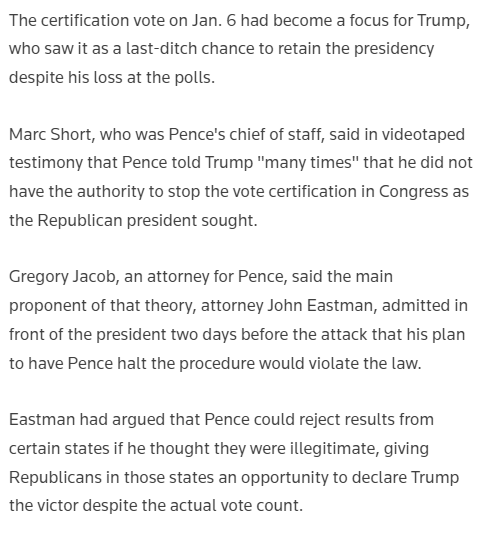 The certification vote on Jan. 6 had become a focus for Trump,
who saw it as a last-ditch chance to retain the presidency
despite his loss at the polls.
Marc Short, who was Pence's chief of staff, said in videotaped
testimony that Pence told Trump "many times" that he did not
have the authority to stop the vote certification in Congress as
the Republican president sought.
Gregory Jacob, an attorney for Pence, said the main
proponent of that theory, attorney John Eastman, admitted in
front of the president two days before the attack that his plan
to have Pence halt the procedure would violate the law.
Eastman had argued that Pence could reject results from
certain states if he thought they were illegitimate, giving
Republicans in those states an opportunity to declare Trump
the victor despite the actual vote count.